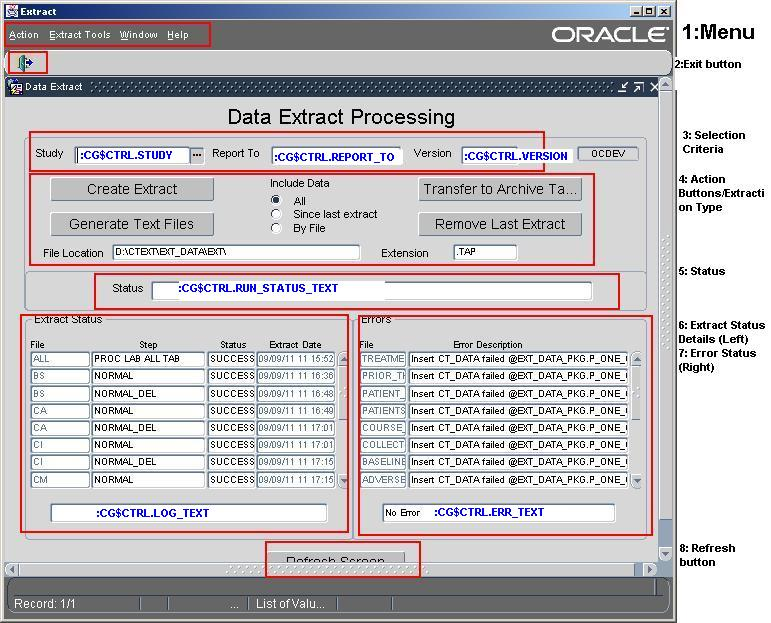 Extract
Action Extract Tools Window Help
ORACLE
1:Menu
2:Exit button
Data Extract
Data Extract Processing
3: Selection Criteria
Study :CG$CTRL.STUDY ... Report To :CG$CTRL.REPORT_TO Version :CG$CTRL.VERSION OCDEV
4: Action Buttons/Extraction Type
Create Extract
Include Data
Transfer to Archive Ta...
All
Since last extract
By File
Generate Text Files
Remove Last Extract
File Location D:\CTEXT\EXT_DATA\EXT\ Extension .TAP
5: Status
Status :CG$CTRL.RUN_STATUS_TEXT
6: Extract Status Details (Left)
7: Error Status (Right)
Extract Status
File Step Status Extract Date
ALL PROC LAB ALL TAB SUCCESS 09/09/11 11 15:52
BS NORMAL SUCCESS 09/09/11 11 16:36
BS NORMAL_DEL SUCCESS 09/09/11 11 16:48
CA NORMAL SUCCESS 09/09/11 11 16:49
CA NORMAL_DEL SUCCESS 09/09/11 11 17:01
CI NORMAL SUCCESS 09/09/11 11 17:01
CI NORMAL_DEL SUCCESS 09/09/11 11 17:15
CM NORMAL SUCCESS 09/09/11 11 17:15
:CG$CTRL.LOG_TEXT
Errors
File Error Description
TREATME Insert CT_DATA failed @EXT_DATA_PKG.P_ONE_
PRIOR_T Insert CT_DATA failed @EXT_DATA_PKG.P_ONE_
PATIENT_ Insert CT_DATA failed @EXT_DATA_PKG.P_ONE_
PATIENTS Insert CT_DATA failed @EXT_DATA_PKG.P_ONE_
COURSE_ Insert CT_DATA failed @EXT_DATA_PKG.P_ONE_
COLLECT Insert CT_DATA failed @EXT_DATA_PKG.P_ONE_
BASELINE Insert CT_DATA failed @EXT_DATA_PKG.P_ONE_
ADVERSE Insert CT_DATA failed @EXT_DATA_PKG.P_ONE_
No Error :CG$CTRL.ERR_TEXT
8: Refresh button
Refresh Screen
Record: 1/1 ... List of Valu...